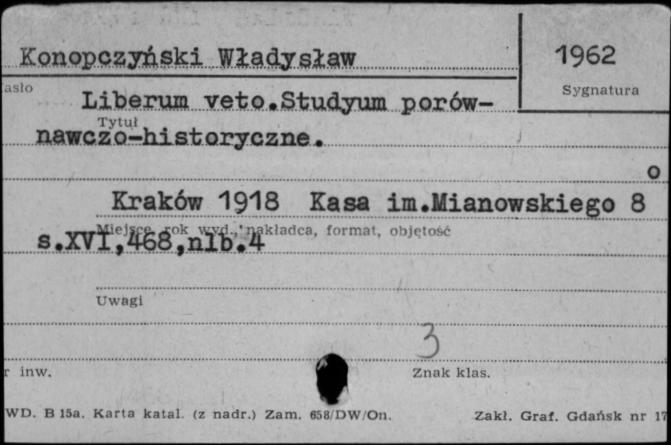 Konopczyński Władysław
1962
asło
Sygnatura
Liberum veto.Studyum porów-
Tytuł
nawczo-historyczne.
o
Kraków 1918 Kasa im.Mianowskiego 8
Miejsce, rok wyd., nakładca, format, objętość
s.XVI,468,nlb.4
Uwagi
3
r inw.
Znak klas.
WD. B 15a. Karta katal. (z nadr.) Zam. 658/DW/On.
Zakł. Graf. Gdańsk nr 17